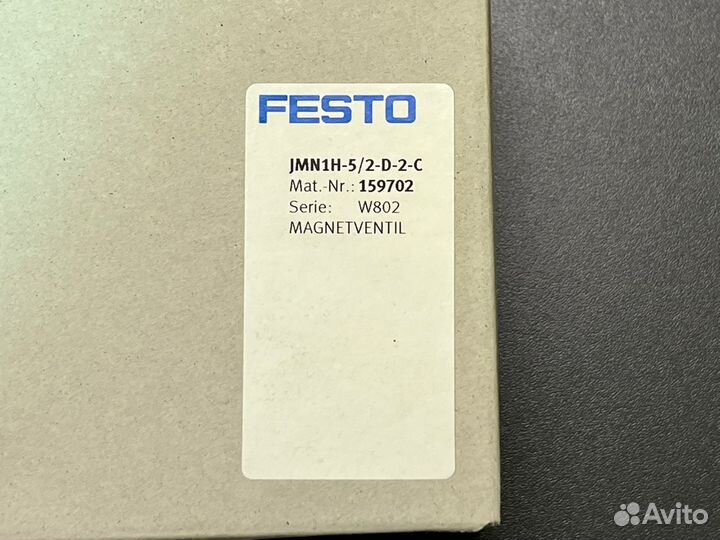 FESTO
JMN1H-5/2-D-2-C
Mat.-Nr.: 159702
Serie: W802
MAGNETVENTIL
Avito